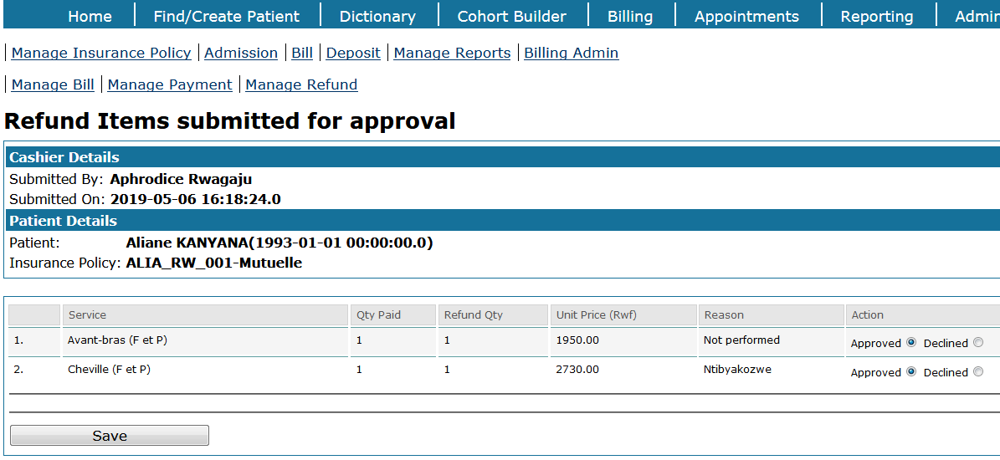 Home Find/Create Patient Dictionary Cohort Builder Billing Appointments Reporting Admin
Manage Insurance Policy Admission Bill Deposit Manage Reports Billing Admin
Manage Bill Manage Payment Manage Refund
Refund Items submitted for approval
Cashier Details
Submitted By: Aphrodice Rwagaju
Submitted On: 2019-05-06 16:18:24.0
Patient Details
Patient: Aliane KANYANA(1993-01-01 00:00:00.0)
Insurance Policy: ALIA_RW_001-Mutuelle
Service Qty Paid Refund Qty Unit Price (Rwf) Reason Action
1. Avant-bras (F et P) 1 1 1950.00 Not performed Approved Declined
2. Cheville (F et P) 1 1 2730.00 Ntibyakozwe Approved Declined
Save